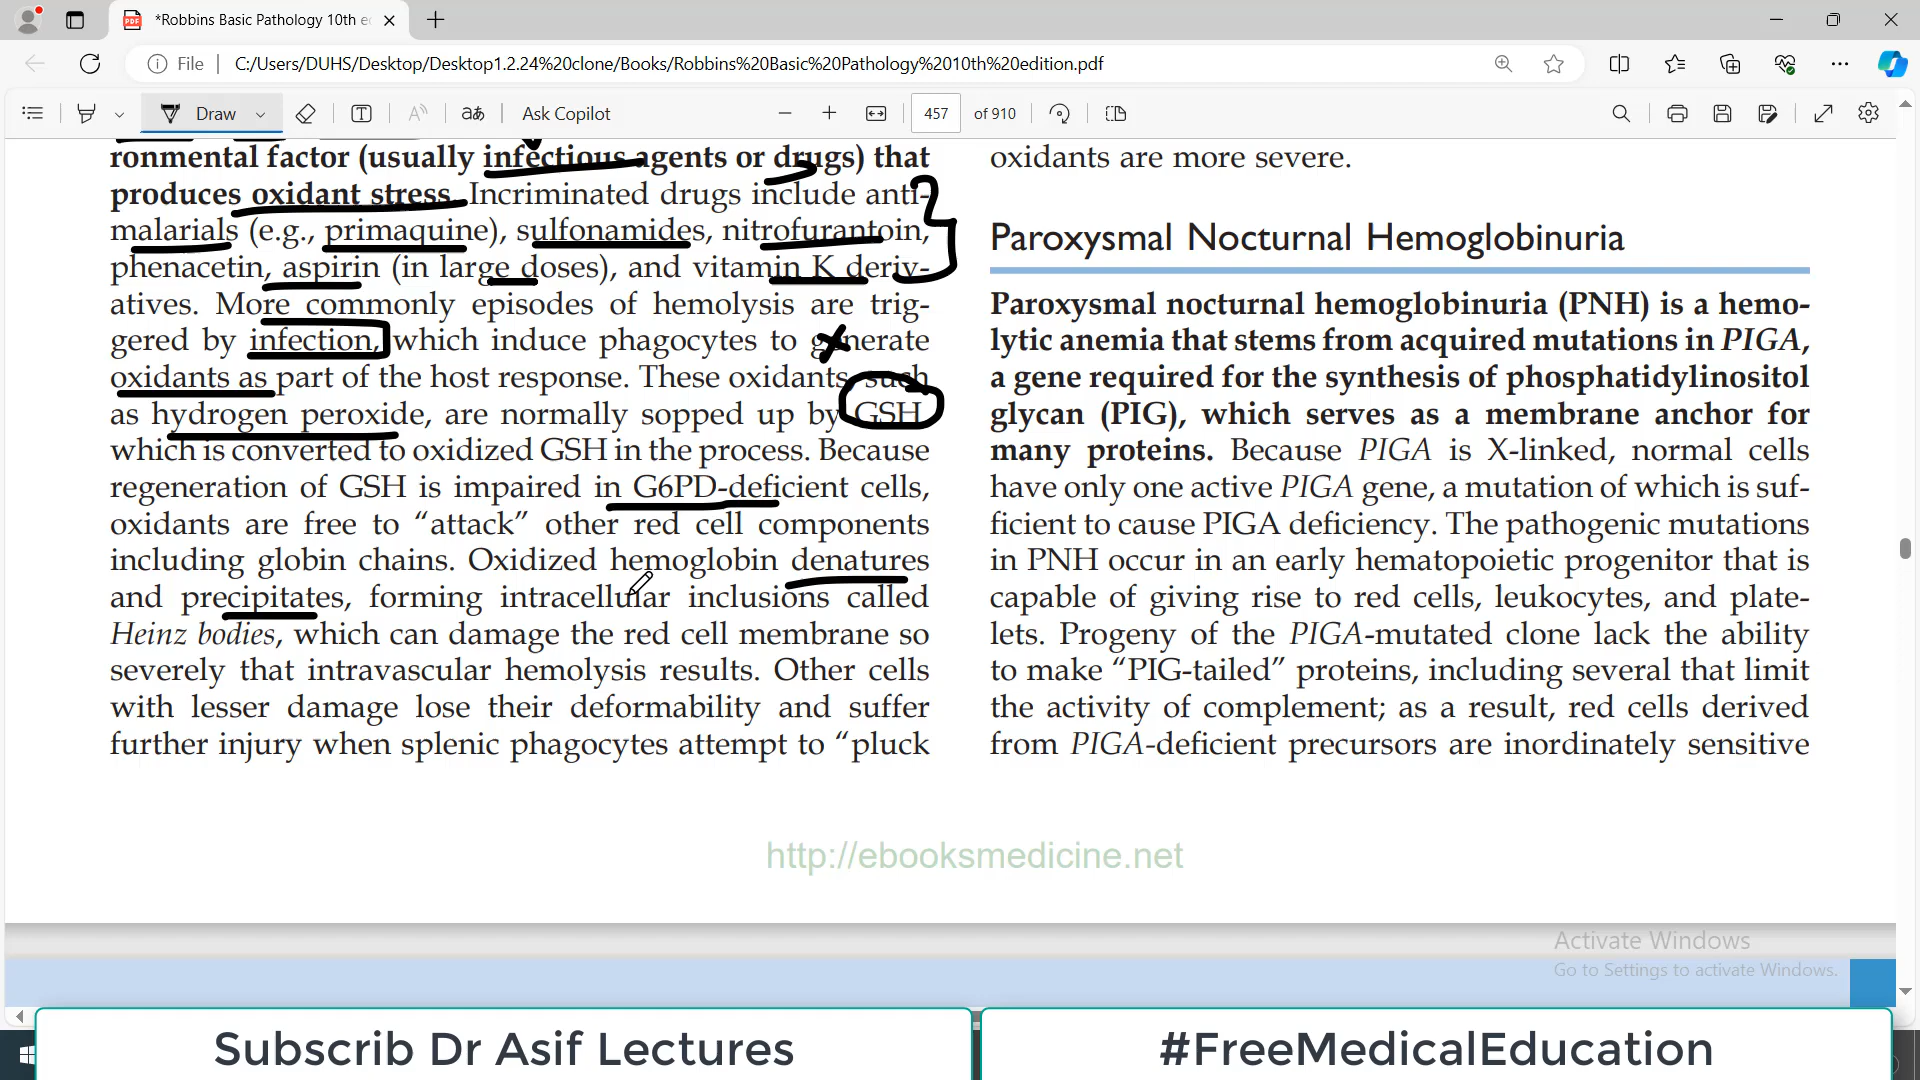 *Robbins Basic Pathology 10th e
File
C:/Users/DUHS/Desktop/Desktop1.2.24%20clone/Books/Robbins%20Basic%20Pathology%2010th%20edition.pdf
Draw
Ask Copilot
457 of 910
ronmental factor (usually infectious agents or drugs) that
produces oxidant stress. Incriminated drugs include anti-
malarials (e.g., primaquine), sulfonamides, nitrofurantoin,
phenacetin, aspirin (in large doses), and vitamin K deriv-
atives. More commonly episodes of hemolysis are trig-
gered by infection, which induce phagocytes to generate
oxidants as part of the host response. These oxidants, such
as hydrogen peroxide, are normally sopped up by GSH
which is converted to oxidized GSH in the process. Because
regeneration of GSH is impaired in G6PD-deficient cells,
oxidants are free to “attack” other red cell components
including globin chains. Oxidized hemoglobin denatures
and precipitates, forming intracellular inclusions called
Heinz bodies, which can damage the red cell membrane so
severely that intravascular hemolysis results. Other cells
with lesser damage lose their deformability and suffer
further injury when splenic phagocytes attempt to “pluck
oxidants are more severe.
Paroxysmal Nocturnal Hemoglobinuria
Paroxysmal nocturnal hemoglobinuria (PNH) is a hemo-
lytic anemia that stems from acquired mutations in PIGA,
a gene required for the synthesis of phosphatidylinositol
glycan (PIG), which serves as a membrane anchor for
many proteins. Because PIGA is X-linked, normal cells
have only one active PIGA gene, a mutation of which is suf-
ficient to cause PIGA deficiency. The pathogenic mutations
in PNH occur in an early hematopoietic progenitor that is
capable of giving rise to red cells, leukocytes, and plate-
lets. Progeny of the PIGA-mutated clone lack the ability
to make “PIG-tailed” proteins, including several that limit
the activity of complement; as a result, red cells derived
from PIGA-deficient precursors are inordinately sensitive
http://ebooksmedicine.net
Activate Windows
Go to Settings to activate Windows.
Subscrib Dr Asif Lectures
#FreeMedicalEducation